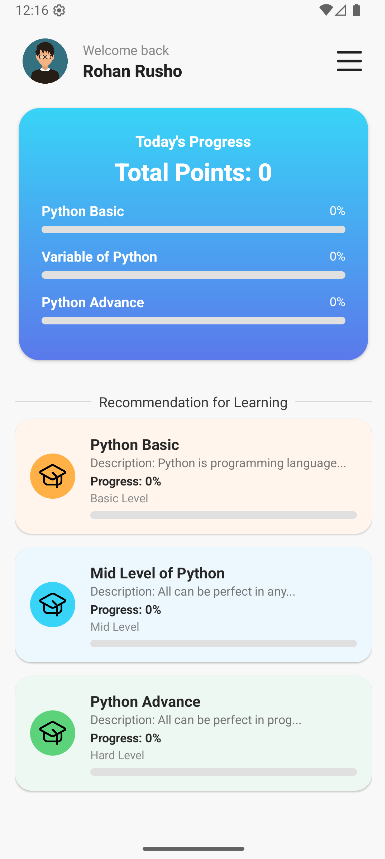 12:16
Welcome back
Rohan Rusho
Today's Progress
Total Points: 0
Python Basic 0%
Variable of Python 0%
Python Advance 0%
Recommendation for Learning
Python Basic
Description: Python is programming language...
Progress: 0%
Basic Level
Mid Level of Python
Description: All can be perfect in any...
Progress: 0%
Mid Level
Python Advance
Description: All can be perfect in prog...
Progress: 0%
Hard Level